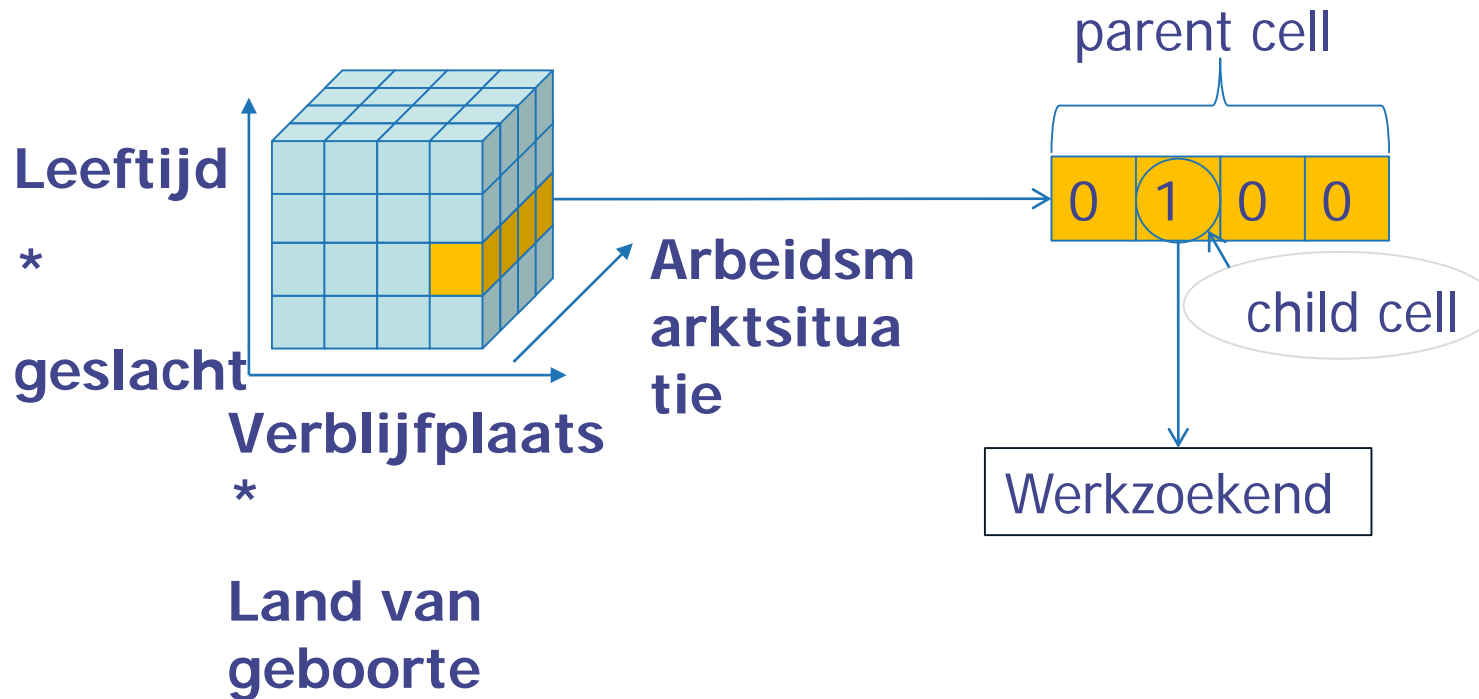 parent cell
Leeftijd
*
geslacht
Verblijfplaats
*
Land van
geboorte
Arbeidsm
arktsitua
tie
0 1 0 0
child cell
Werkzoekend